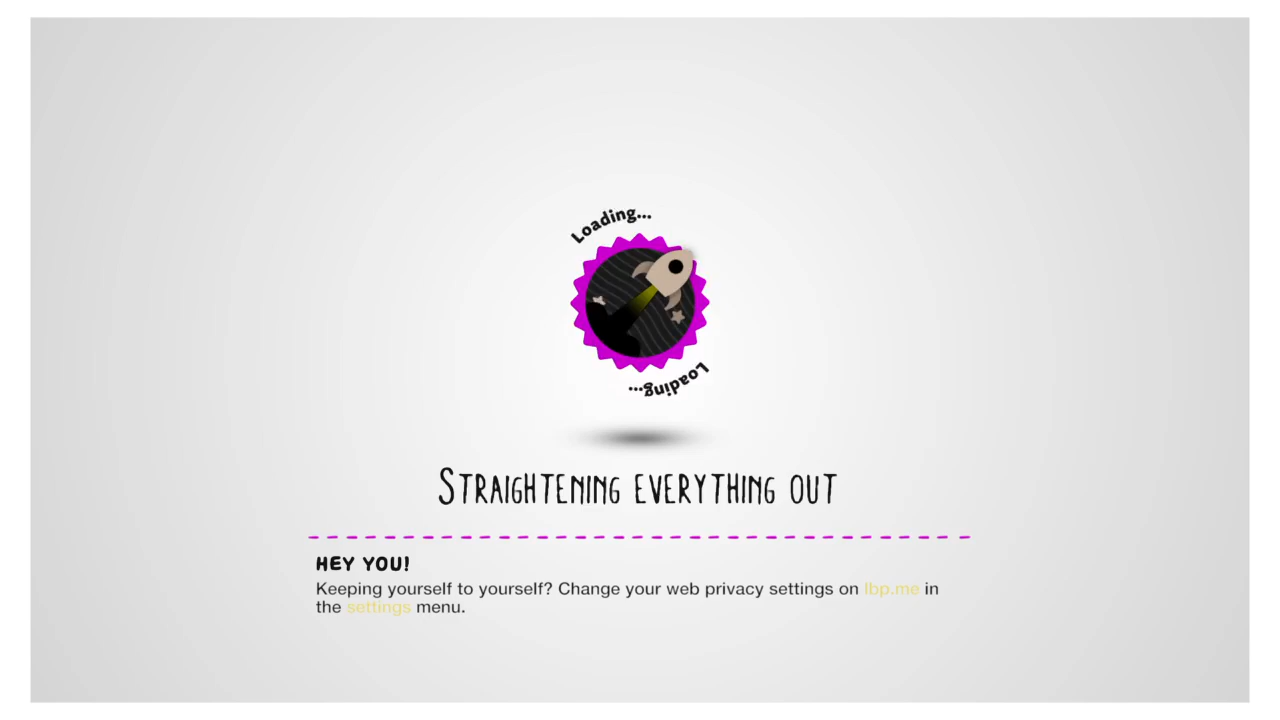 Loading...
Loading...
STRAIGHTENING EVERYTHING OUT
HEY YOU!
Keeping yourself to yourself? Change your web privacy settings on lbp.me in
the settings menu.